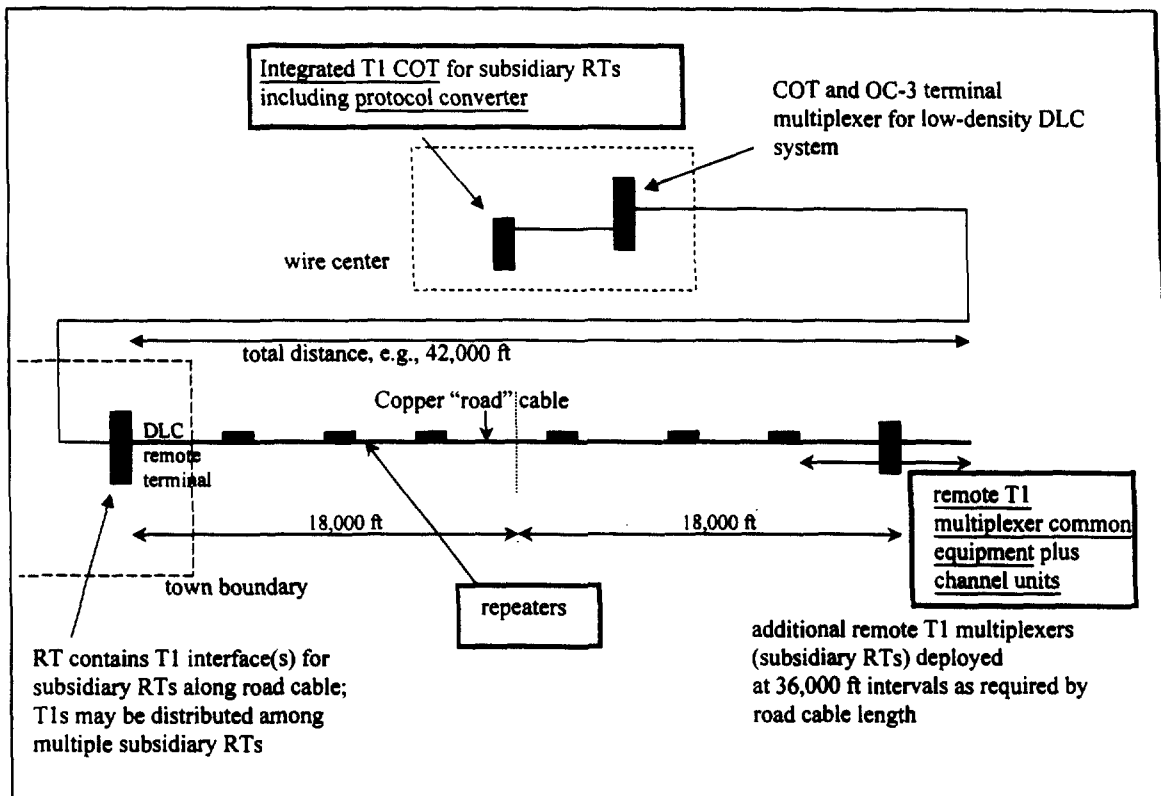 Integrated T1 COT for subsidiary RTs
including protocol converter
COT and OC-3 terminal
multiplexer for low-density DLC
system
wire center
total distance, e.g., 42,000 ft
Copper “road” cable
DLC
remote
terminal
18,000 ft
18,000 ft
town boundary
repeaters
remote T1
multiplexer common
equipment plus
channel units
RT contains T1 interface(s) for
subsidiary RTs along road cable;
T1s may be distributed among
multiple subsidiary RTs
additional remote T1 multiplexers
(subsidiary RTs) deployed
at 36,000 ft intervals as required by
road cable length